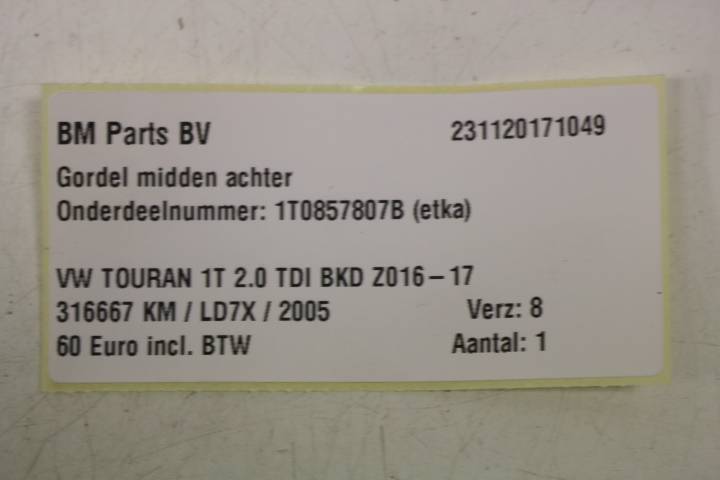 BM Parts BV 231120171049
Gordel midden achter
Onderdeelnummer: 1T0857807B (etka)
VW TOURAN 1T 2.0 TDI BKD Z016-17
316667 KM / LD7X / 2005 Verz: 8
60 Euro incl. BTW Aantal: 1